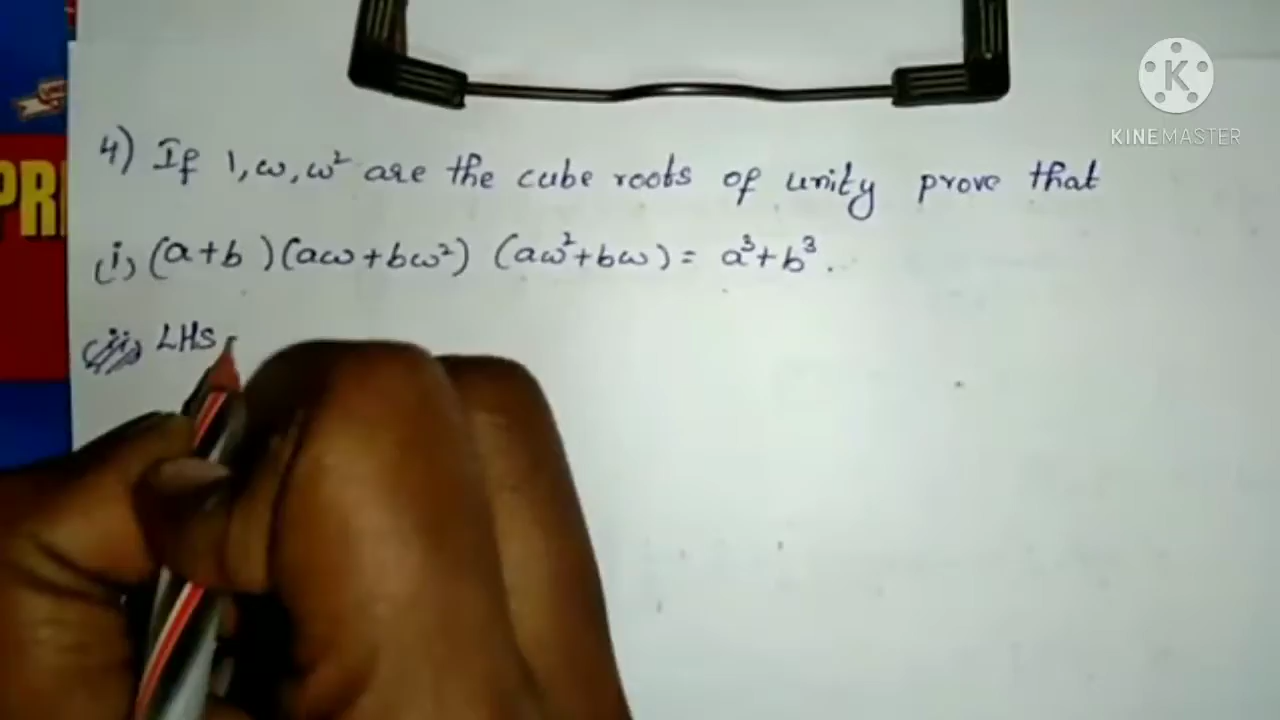 KINEMASTER
PRI
4) If 1, ω, ω² are the cube roots of unity prove that
(i) (a+b)(aω+bω²) (aω²+bω) = a³+b³.
LHS